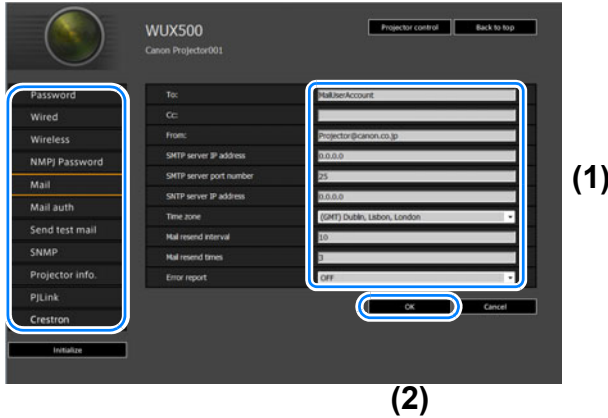 WUX500
Projector control
Back to top
Canon Projector001
Password
Wired
Wireless
NMPJ Password
Mail
Mail auth
Send test mail
SNMP
Projector info.
PJLink
Crestron
Initialize
To: MailUserAccount
Cc:
From: Projector@canon.co.jp
SMTP server IP address 0.0.0.0
SMTP server port number 25
SNTP server IP address 0.0.0.0
Time zone (GMT) Dublin, Lisbon, London
Mail resend interval 10
Mail resend times 3
Error report OFF
OK
Cancel
(1)
(2)